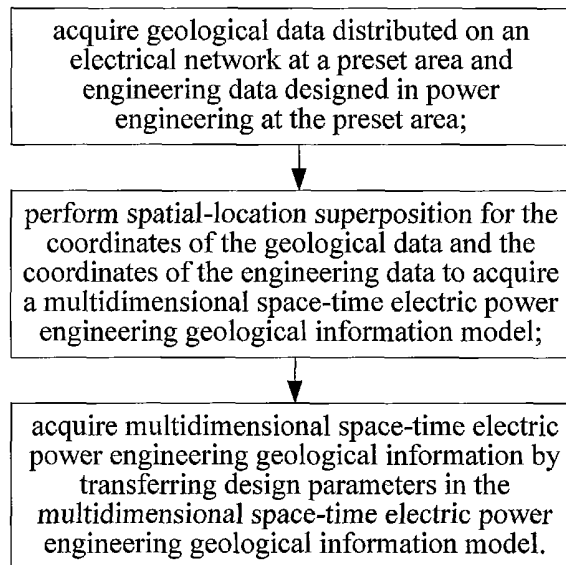 acquire geological data distributed on an
electrical network at a preset area and
engineering data designed in power
engineering at the preset area;
perform spatial-location superposition for the
coordinates of the geological data and the
coordinates of the engineering data to acquire
a multidimensional space-time electric power
engineering geological information model;
acquire multidimensional space-time electric
power engineering geological information by
transferring design parameters in the
multidimensional space-time electric power
engineering geological information model.